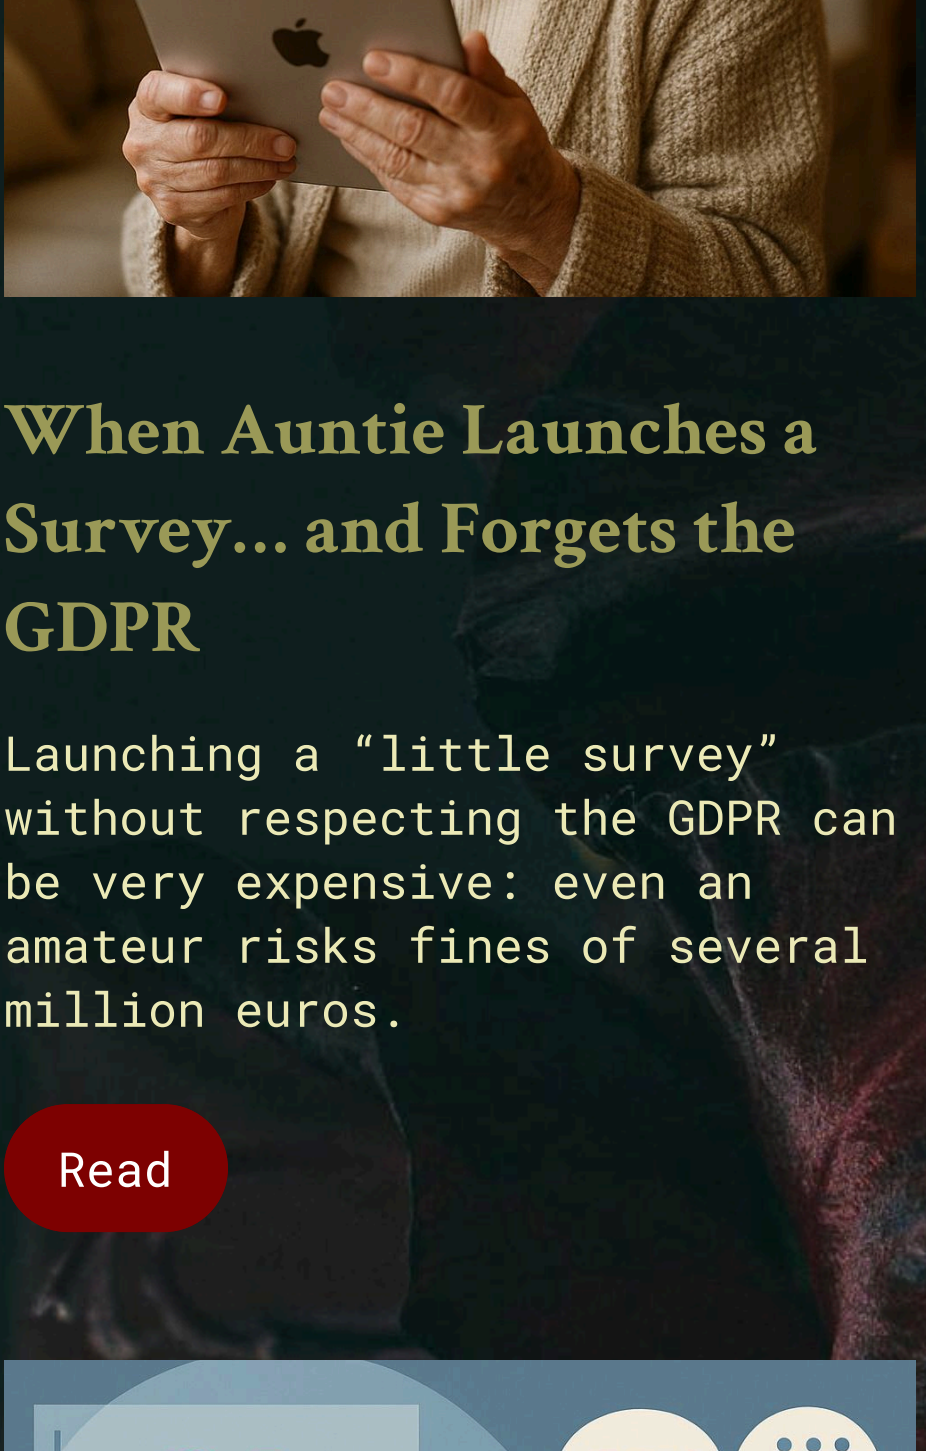 When Auntie Launches a
Survey… and Forgets the
GDPR
Launching a “little survey”
without respecting the GDPR can
be very expensive: even an
amateur risks fines of several
million euros.
Read